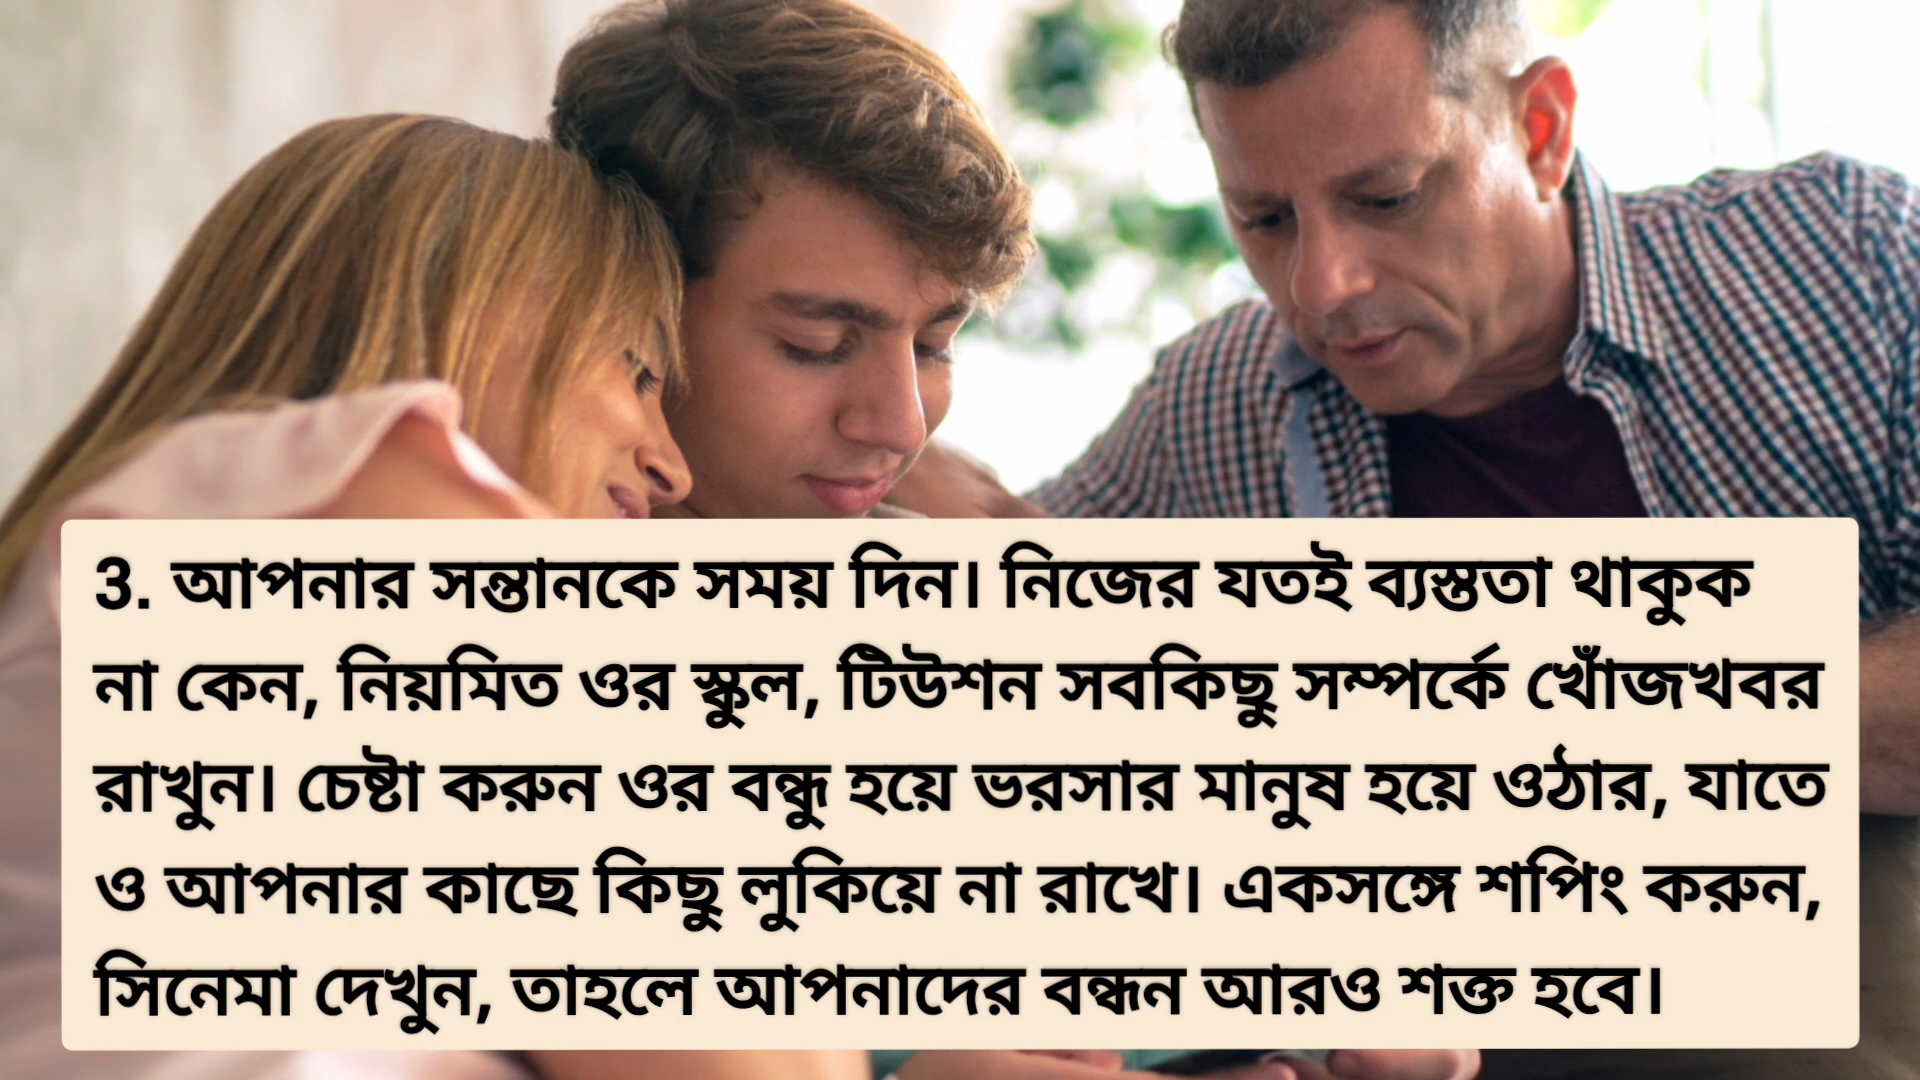 3. আপনার সন্তানকে সময় দিন। নিজের যতই ব্যস্ততা থাকুক
না কেন, নিয়মিত ওর স্কুল, টিউশন সবকিছু সম্পর্কে খোঁজখবর
রাখুন। চেষ্টা করুন ওর বন্ধু হয়ে ভরসার মানুষ হয়ে ওঠার, যাতে
ও আপনার কাছে কিছু লুকিয়ে না রাখে। একসঙ্গে শপিং করুন,
সিনেমা দেখুন, তাহলে আপনাদের বন্ধন আরও শক্ত হবে।